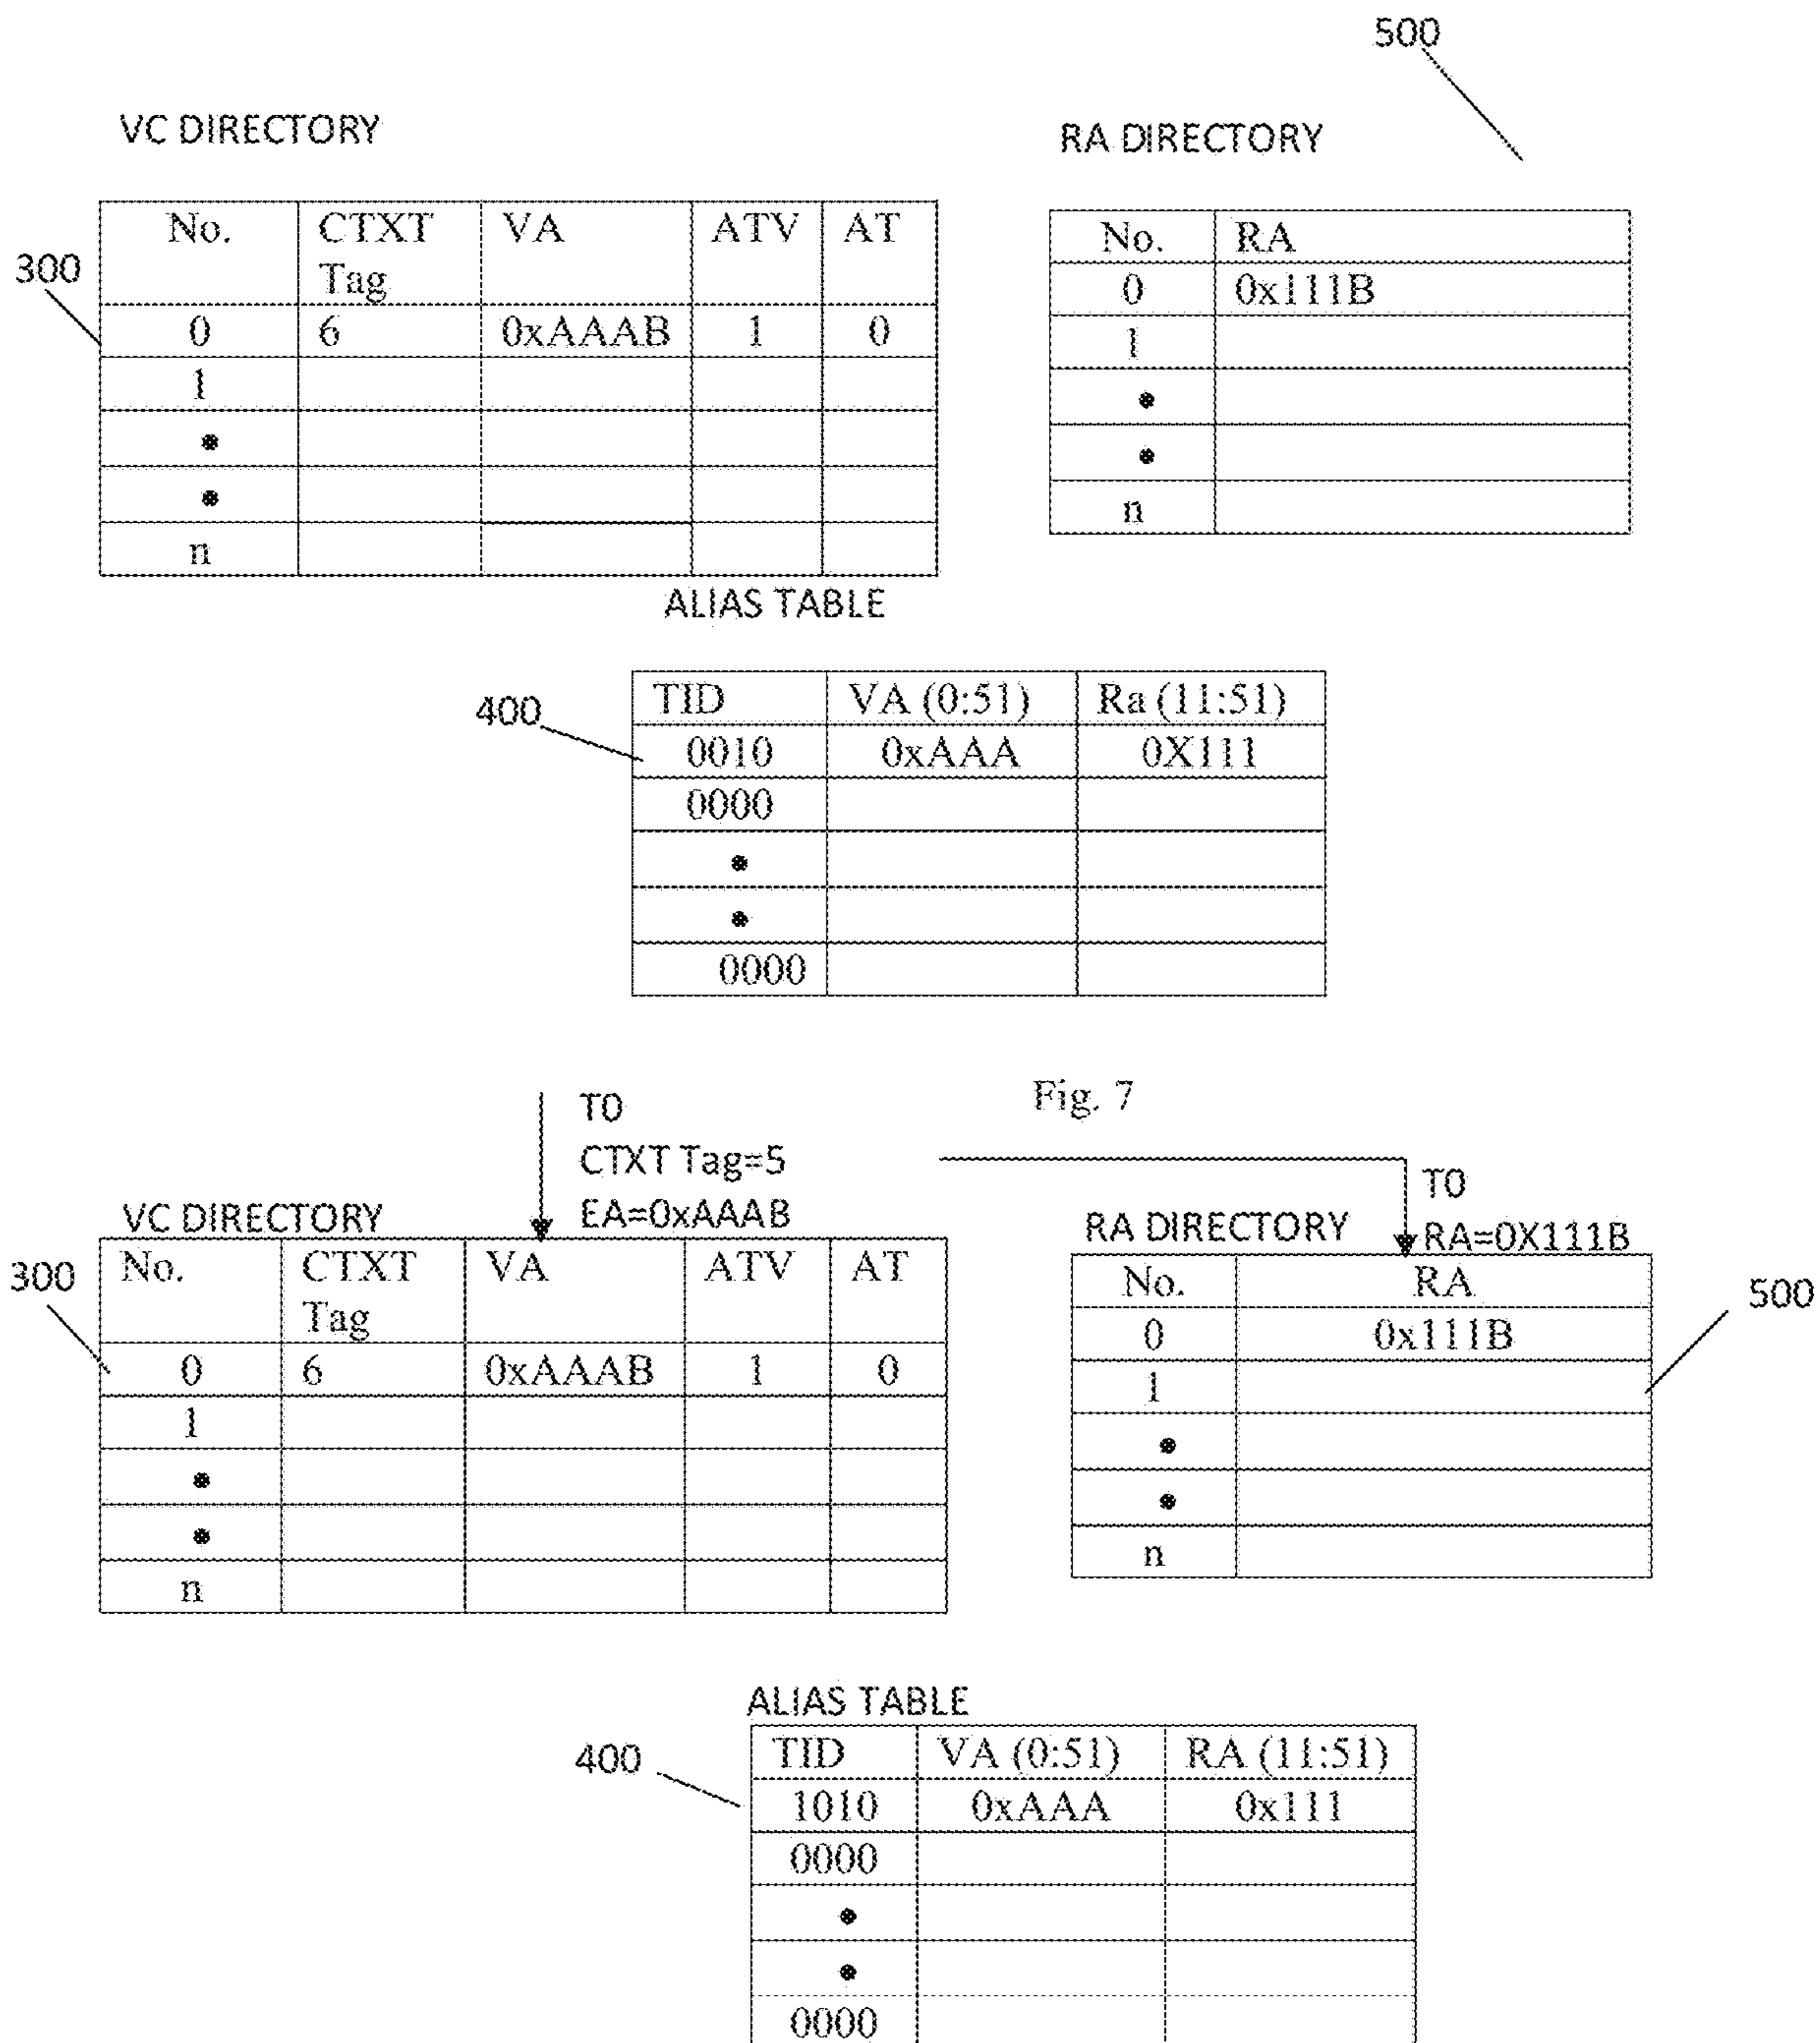 500
VC DIRECTORY
RA DIRECTORY
No. CTXT Tag VA ATV AT
300
0 6 0xAAAB 1 0
1
n
No. RA
0 0x111B
1
n
ALIAS TABLE
400
TID VA (0:51) Ra (11:51)
0010 0xAAA 0X111
0000
0000
Fig. 7
T0
CTXT Tag=5
EA=0xAAAB
T0
RA=0X111B
VC DIRECTORY
RA DIRECTORY
300
No. CTXT Tag VA ATV AT
0 6 0xAAAB 1 0
1
n
500
No. RA
0 0x111B
1
n
ALIAS TABLE
400
TID VA (0:51) RA (11:51)
1010 0xAAA 0x111
0000
0000